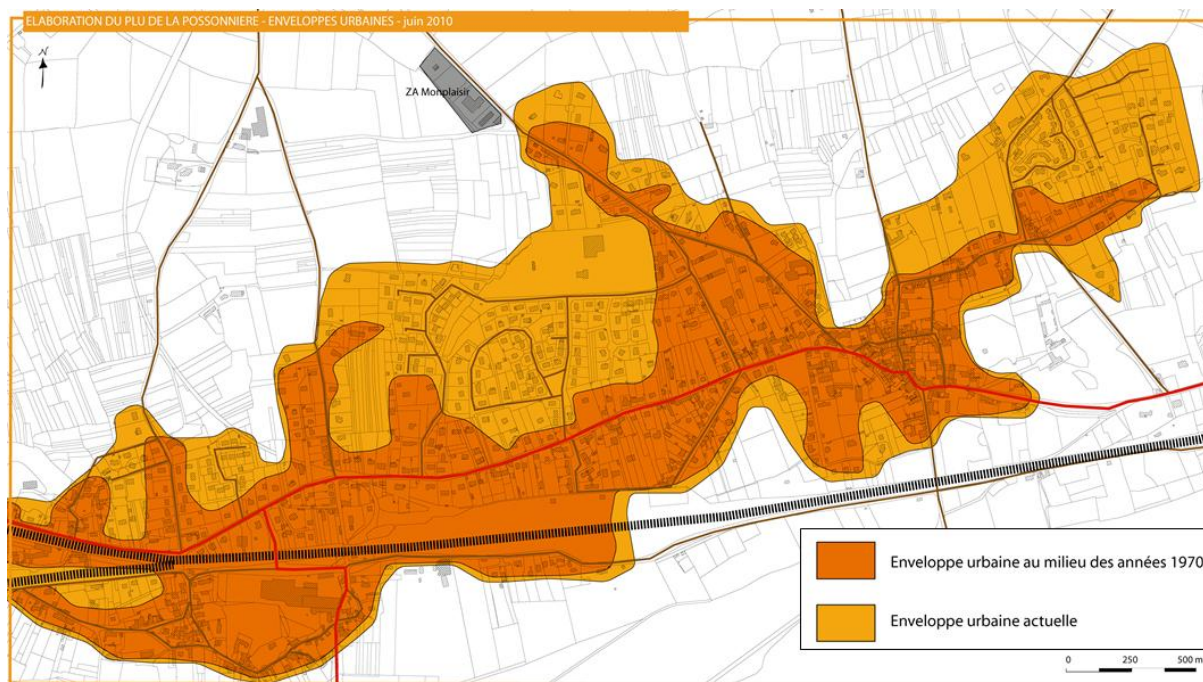 ELABORATION DU PLU DE LA POSSONNIERE - ENVELOPPES URBAINES - juin 2010
N
ZA Monplaisir
Enveloppe urbaine au milieu des années 1970
Enveloppe urbaine actuelle
0 250 500 m